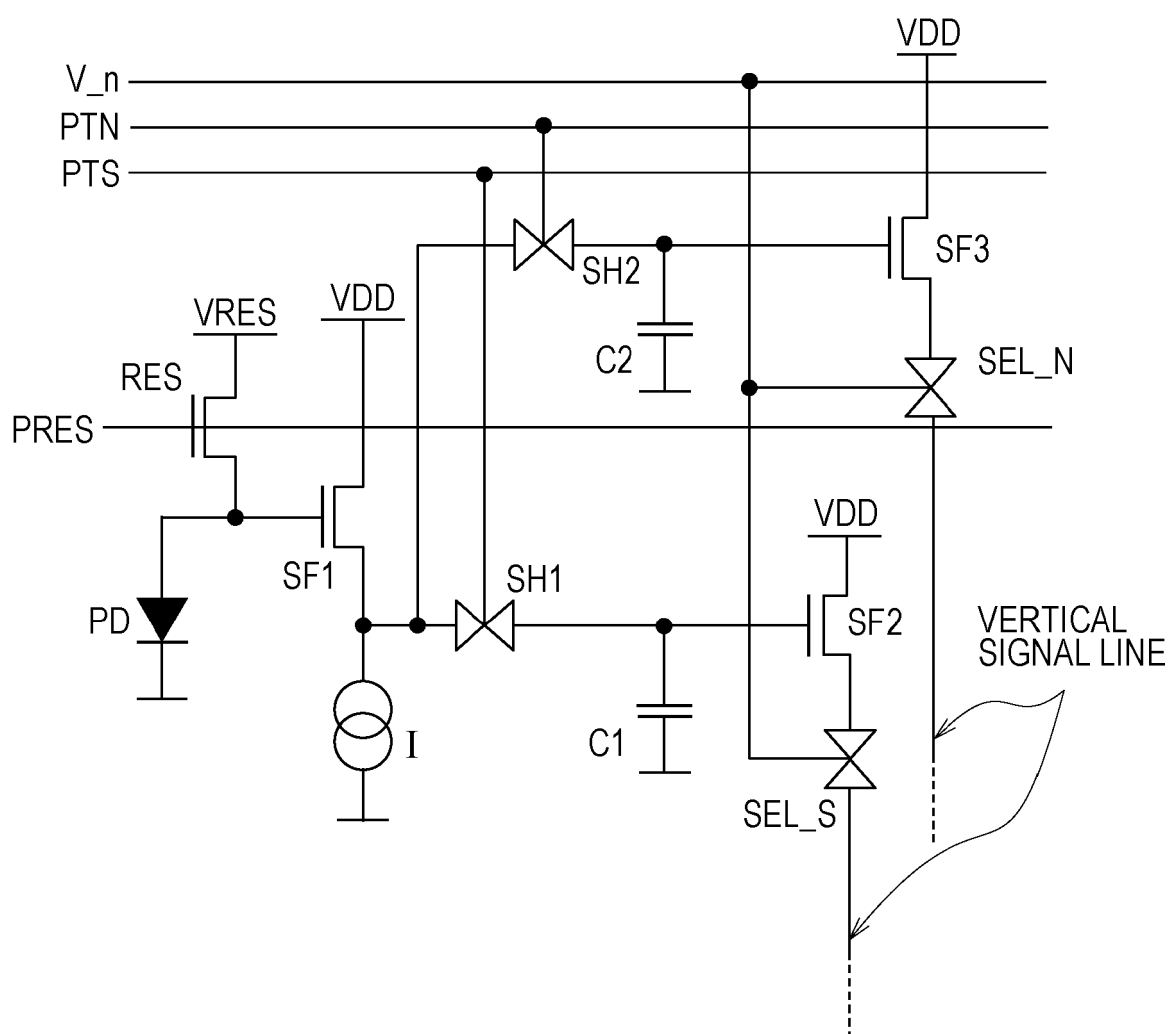 VDD
V_n
PTN
PTS
SF3
SH2
VDD
VRES
C2
RES
SEL_N
PRES
VDD
SF1
SH1
PD
SF2
VERTICAL
SIGNAL LINE
I
C1
SEL_S